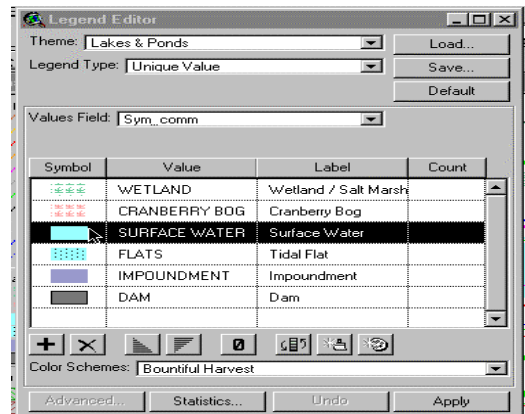 Legend Editor
Theme: Lakes & Ponds
Load...
Legend Type: Unique Value
Save...
Default
Values Field: Sym_comm
Symbol Value Label Count
WETLAND Wetland / Salt Marsh
CRANBERRY BOG Cranberry Bog
SURFACE WATER Surface Water
FLATS Tidal Flat
IMPOUNDMENT Impoundment
DAM Dam
Color Schemes: Bountiful Harvest
Advanced... Statistics... Undo Apply